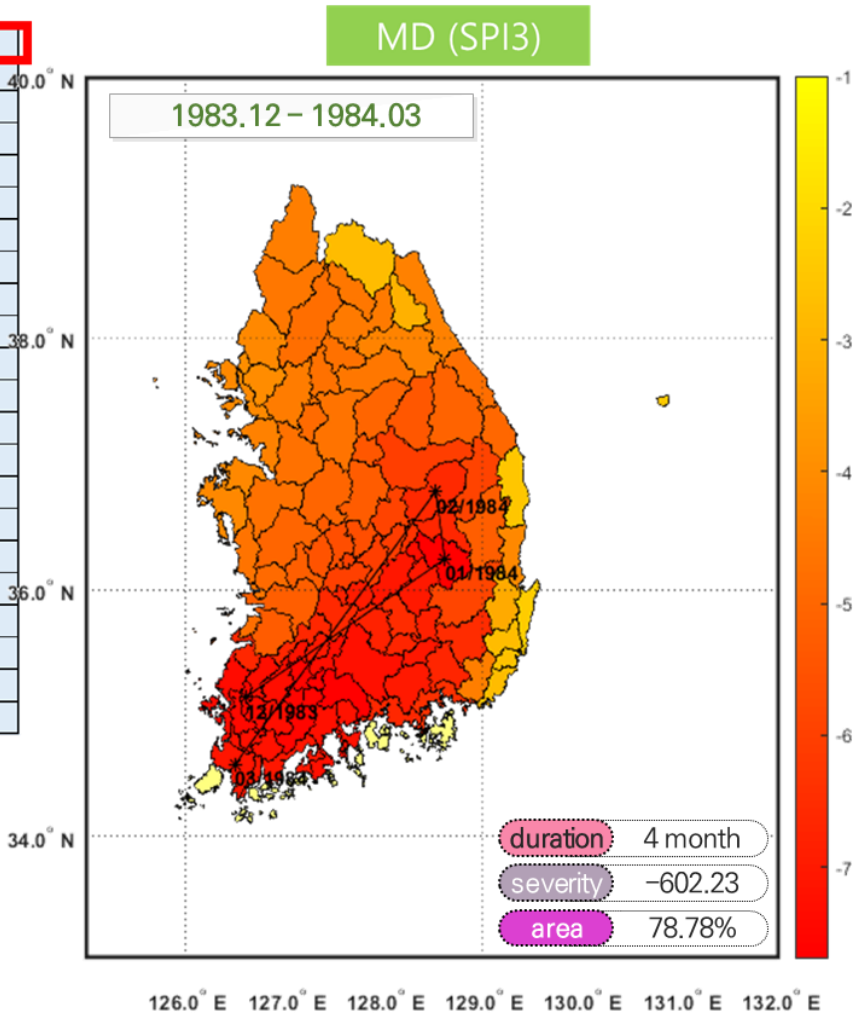 MD (SPI3)
1983.12 – 1984.03
40.0° N
38.0° N
36.0° N
34.0° N
-1
-2
-3
-4
-5
-6
-7
02/1984
01/1984
12/1983
03/1984
duration 4 month
severity −602.23
area 78.78%
126.0° E 127.0° E 128.0° E 129.0° E 130.0° E 131.0° E 132.0° E